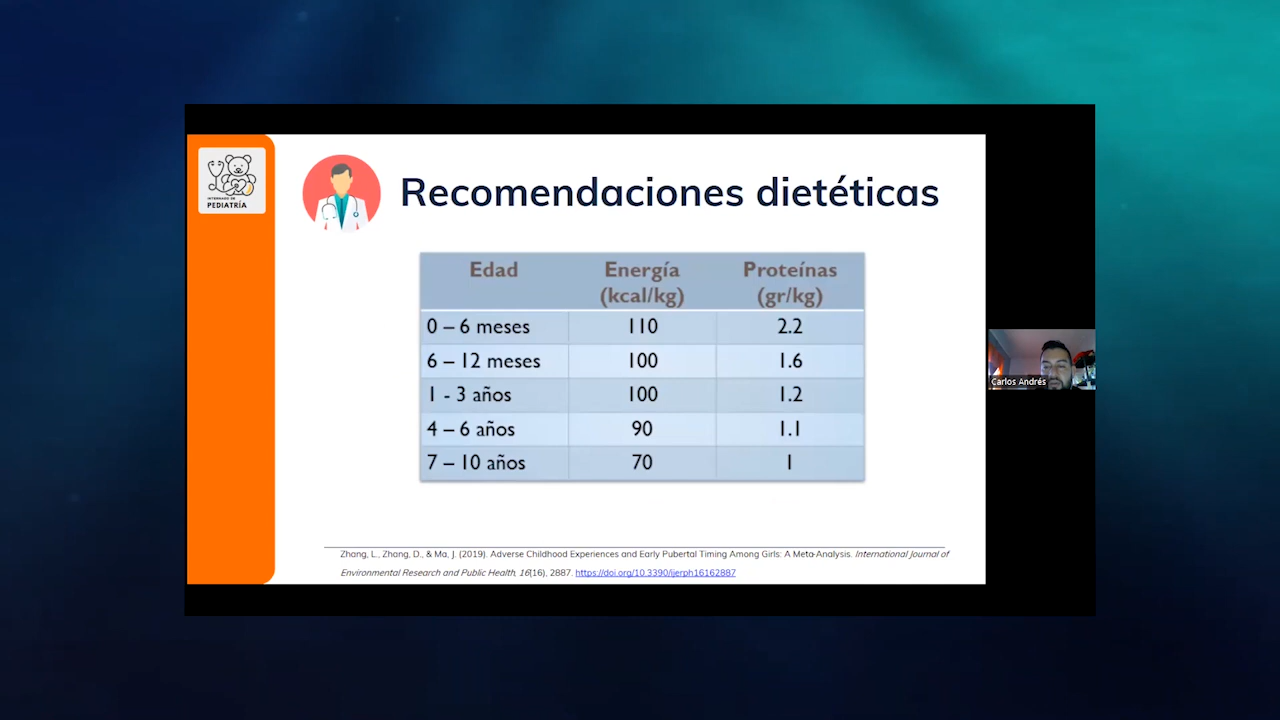 INTERNADO DE
PEDIATRÍA
Recomendaciones dietéticas
Edad Energía (kcal/kg) Proteínas (gr/kg)
0 – 6 meses 110 2.2
6 – 12 meses 100 1.6
1 - 3 años 100 1.2
4 – 6 años 90 1.1
7 – 10 años 70 1
Carlos Andrés
Zhang, L., Zhang, D., & Ma, J. (2019). Adverse Childhood Experiences and Early Pubertal Timing Among Girls: A Meta-Analysis. International Journal of
Environmental Research and Public Health, 16(16), 2887. https://doi.org/10.3390/ijerph16162887